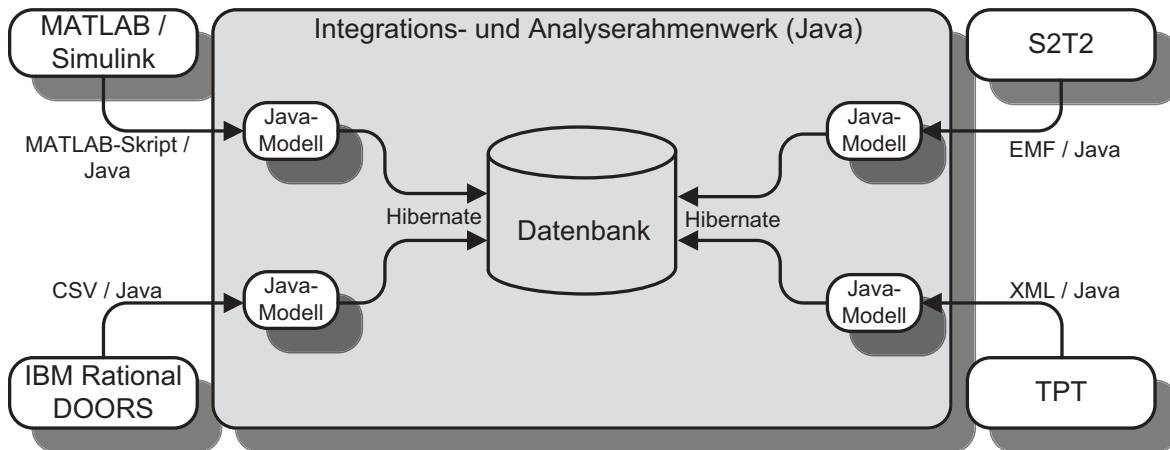 MATLAB /
Simulink
Integrations- und Analyserahmenwerk (Java)
S2T2
Java-
Modell
Java-
Modell
MATLAB-Skript /
Java
EMF / Java
Hibernate
Datenbank
Hibernate
CSV / Java
Java-
Modell
Java-
Modell
XML / Java
IBM Rational
DOORS
TPT